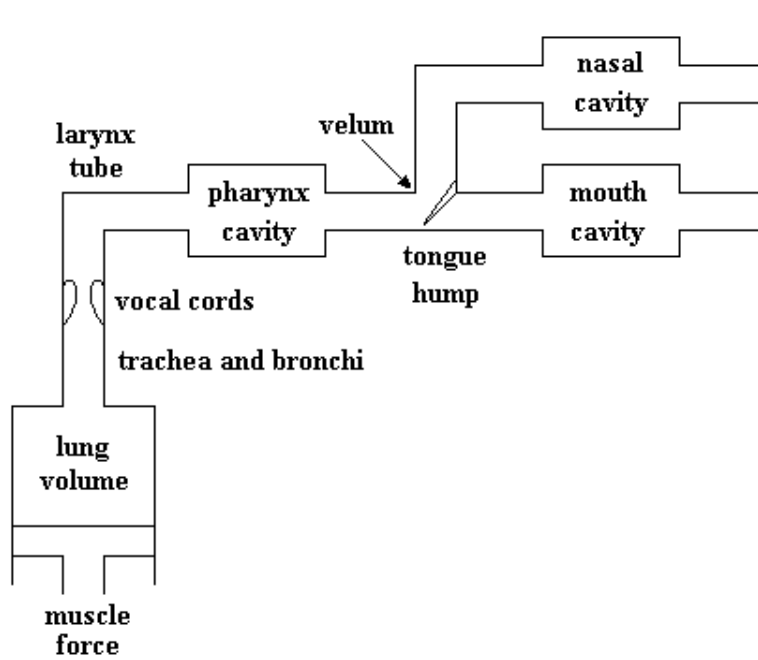 nasal
cavity
velum
larynx
tube
pharynx
cavity
mouth
cavity
tongue
hump
vocal cords
trachea and bronchi
lung
volume
muscle
force